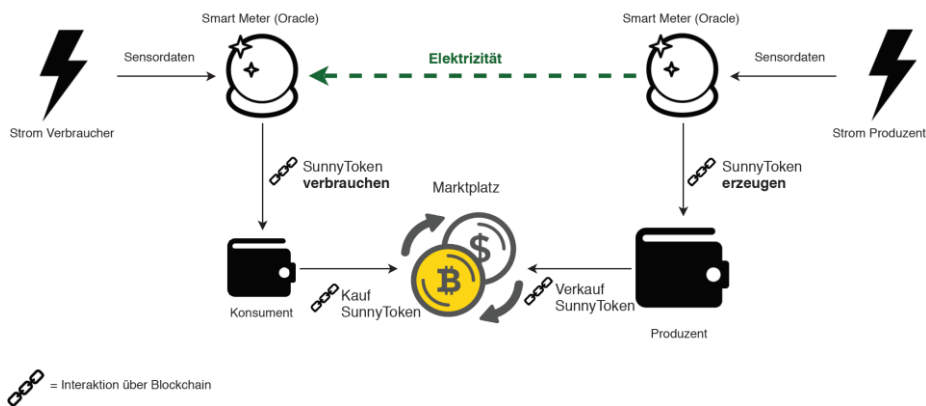 Smart Meter (Oracle)
Smart Meter (Oracle)
Sensordaten
Elektrizität
Sensordaten
Strom Verbraucher
Strom Produzent
SunnyToken
verbrauchen
SunnyToken
erzeugen
Marktplatz
$
B
Kauf
SunnyToken
Verkauf
SunnyToken
Konsument
Produzent
= Interaktion über Blockchain